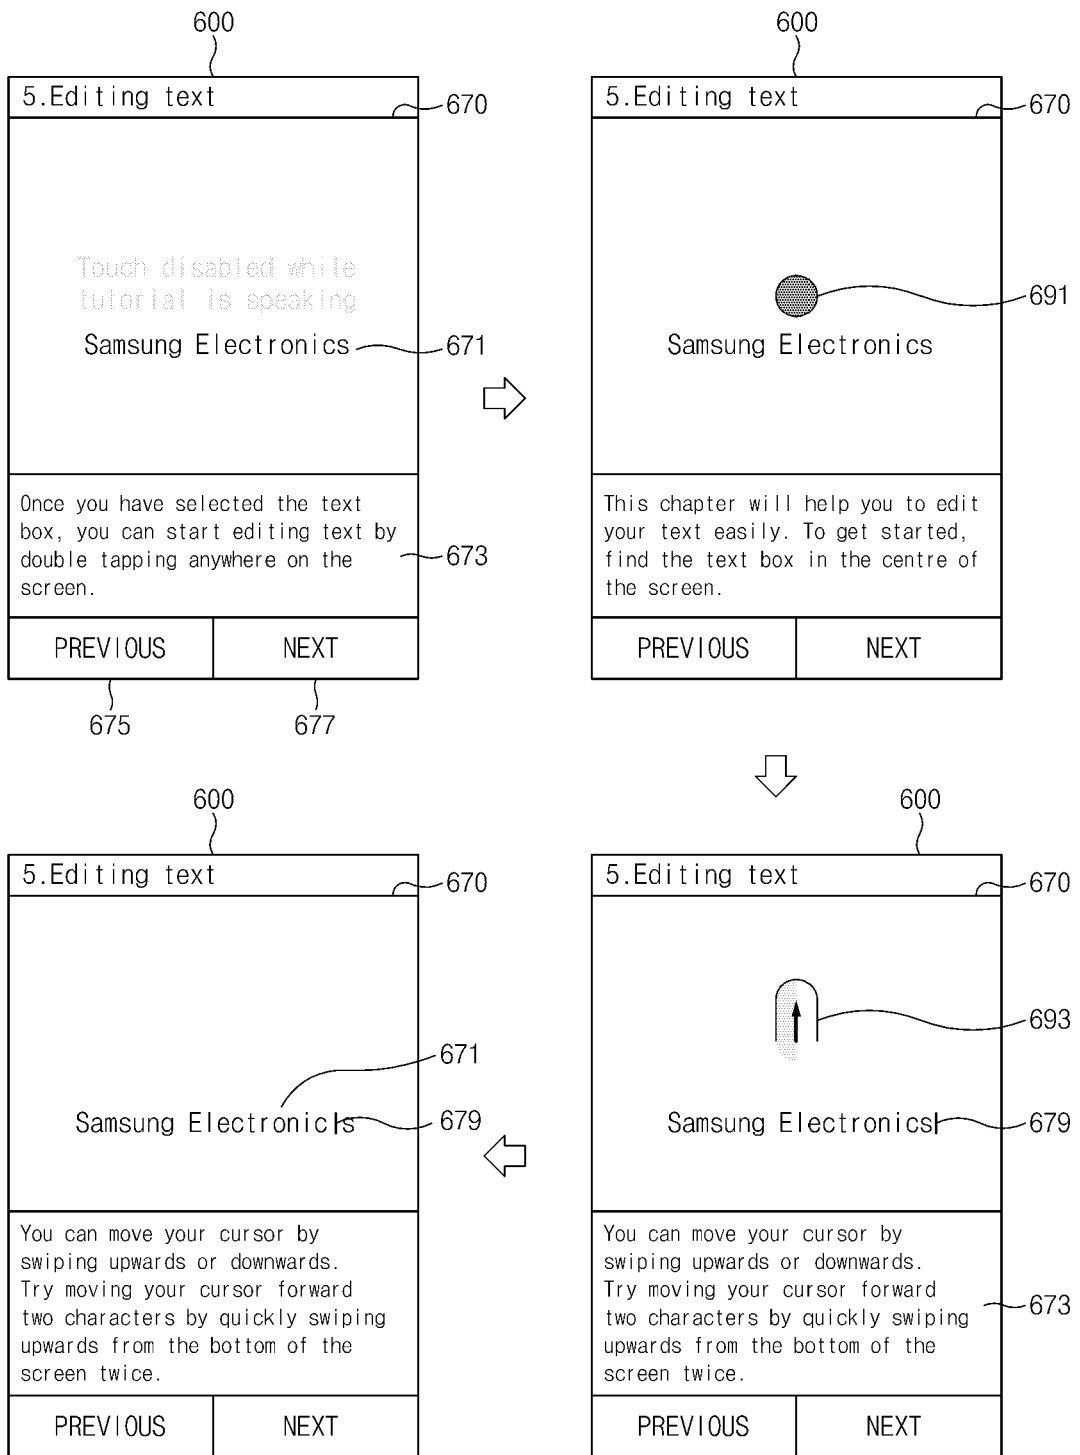 600
5.Editing text
670
Touch disabled while
tutorial is speaking
Samsung Electronics
671
Once you have selected the text
box, you can start editing text by
double tapping anywhere on the
screen.
673
PREVIOUS
NEXT
675
677
600
5.Editing text
670
691
Samsung Electronics
This chapter will help you to edit
your text easily. To get started,
find the text box in the centre of
the screen.
PREVIOUS
NEXT
600
5.Editing text
670
671
Samsung Electronics
679
You can move your cursor by
swiping upwards or downwards.
Try moving your cursor forward
two characters by quickly swiping
upwards from the bottom of the
screen twice.
PREVIOUS
NEXT
600
5.Editing text
670
693
Samsung Electronics
679
You can move your cursor by
swiping upwards or downwards.
Try moving your cursor forward
two characters by quickly swiping
upwards from the bottom of the
screen twice.
673
PREVIOUS
NEXT